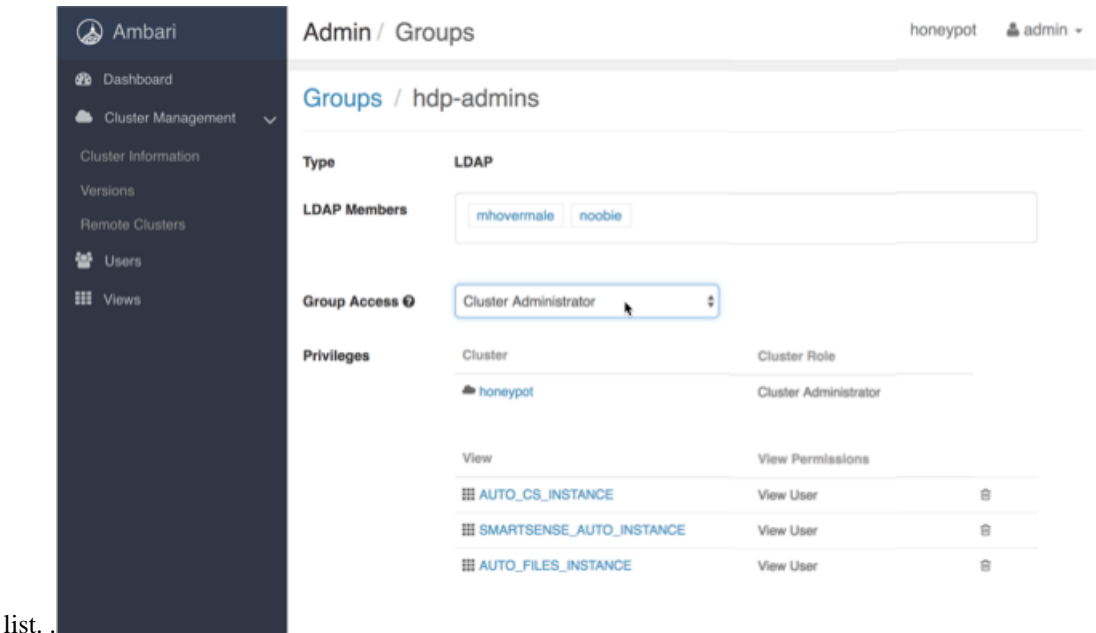 Ambari
Admin / Groups
honeypot
admin
Dashboard
Cluster Management
Cluster Information
Versions
Remote Clusters
Users
Views
Groups / hdp-admins
Type LDAP
LDAP Members mhovermale noobie
Group Access Cluster Administrator
Privileges Cluster Cluster Role
honeypot Cluster Administrator
View View Permissions
AUTO_CS_INSTANCE View User
SMARTSENSE_AUTO_INSTANCE View User
AUTO_FILES_INSTANCE View User
list. .